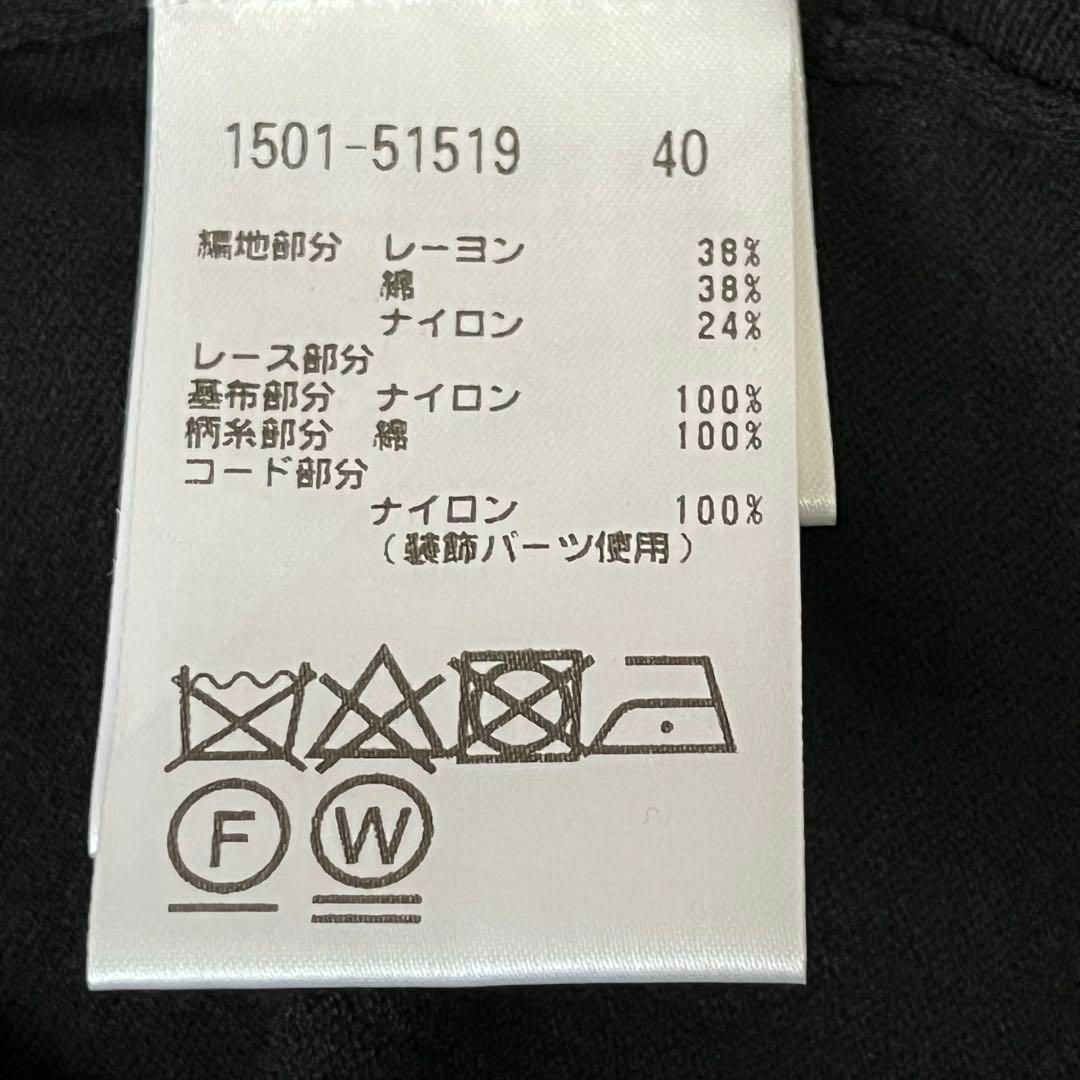 1501-51519 40
編地部分 レーヨン 38%
綿 38%
ナイロン 24%
レース部分
基布部分 ナイロン 100%
柄糸部分 綿 100%
コード部分
ナイロン 100%
(装飾パーツ使用)
F W